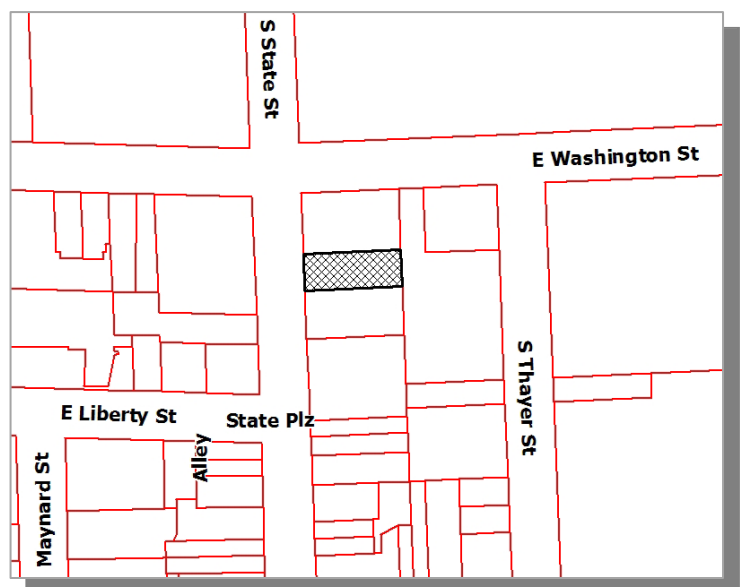 S State St
E Washington St
S Thayer St
E Liberty St
State Plz
Alley
Maynard St